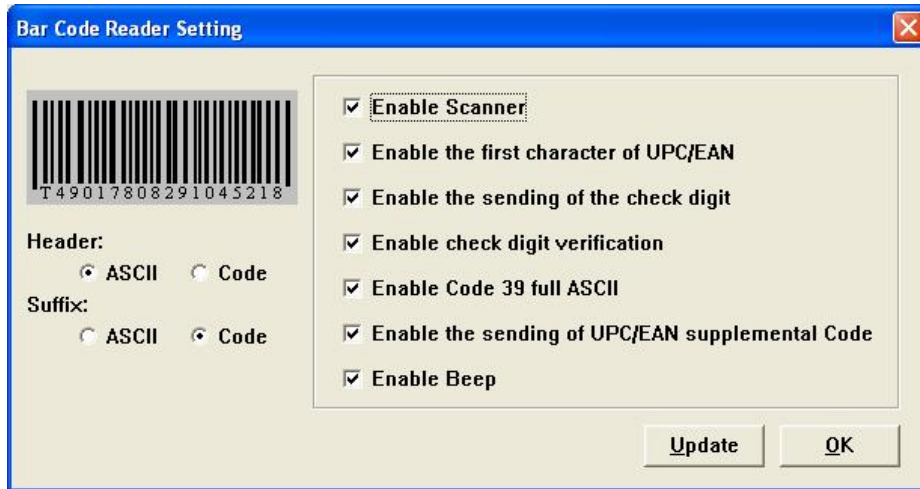 Bar Code Reader Setting
T49017808291045218
Header:
ASCII Code
Suffix:
ASCII Code
Enable Scanner
Enable the first character of UPC/EAN
Enable the sending of the check digit
Enable check digit verification
Enable Code 39 full ASCII
Enable the sending of UPC/EAN supplemental Code
Enable Beep
Update OK